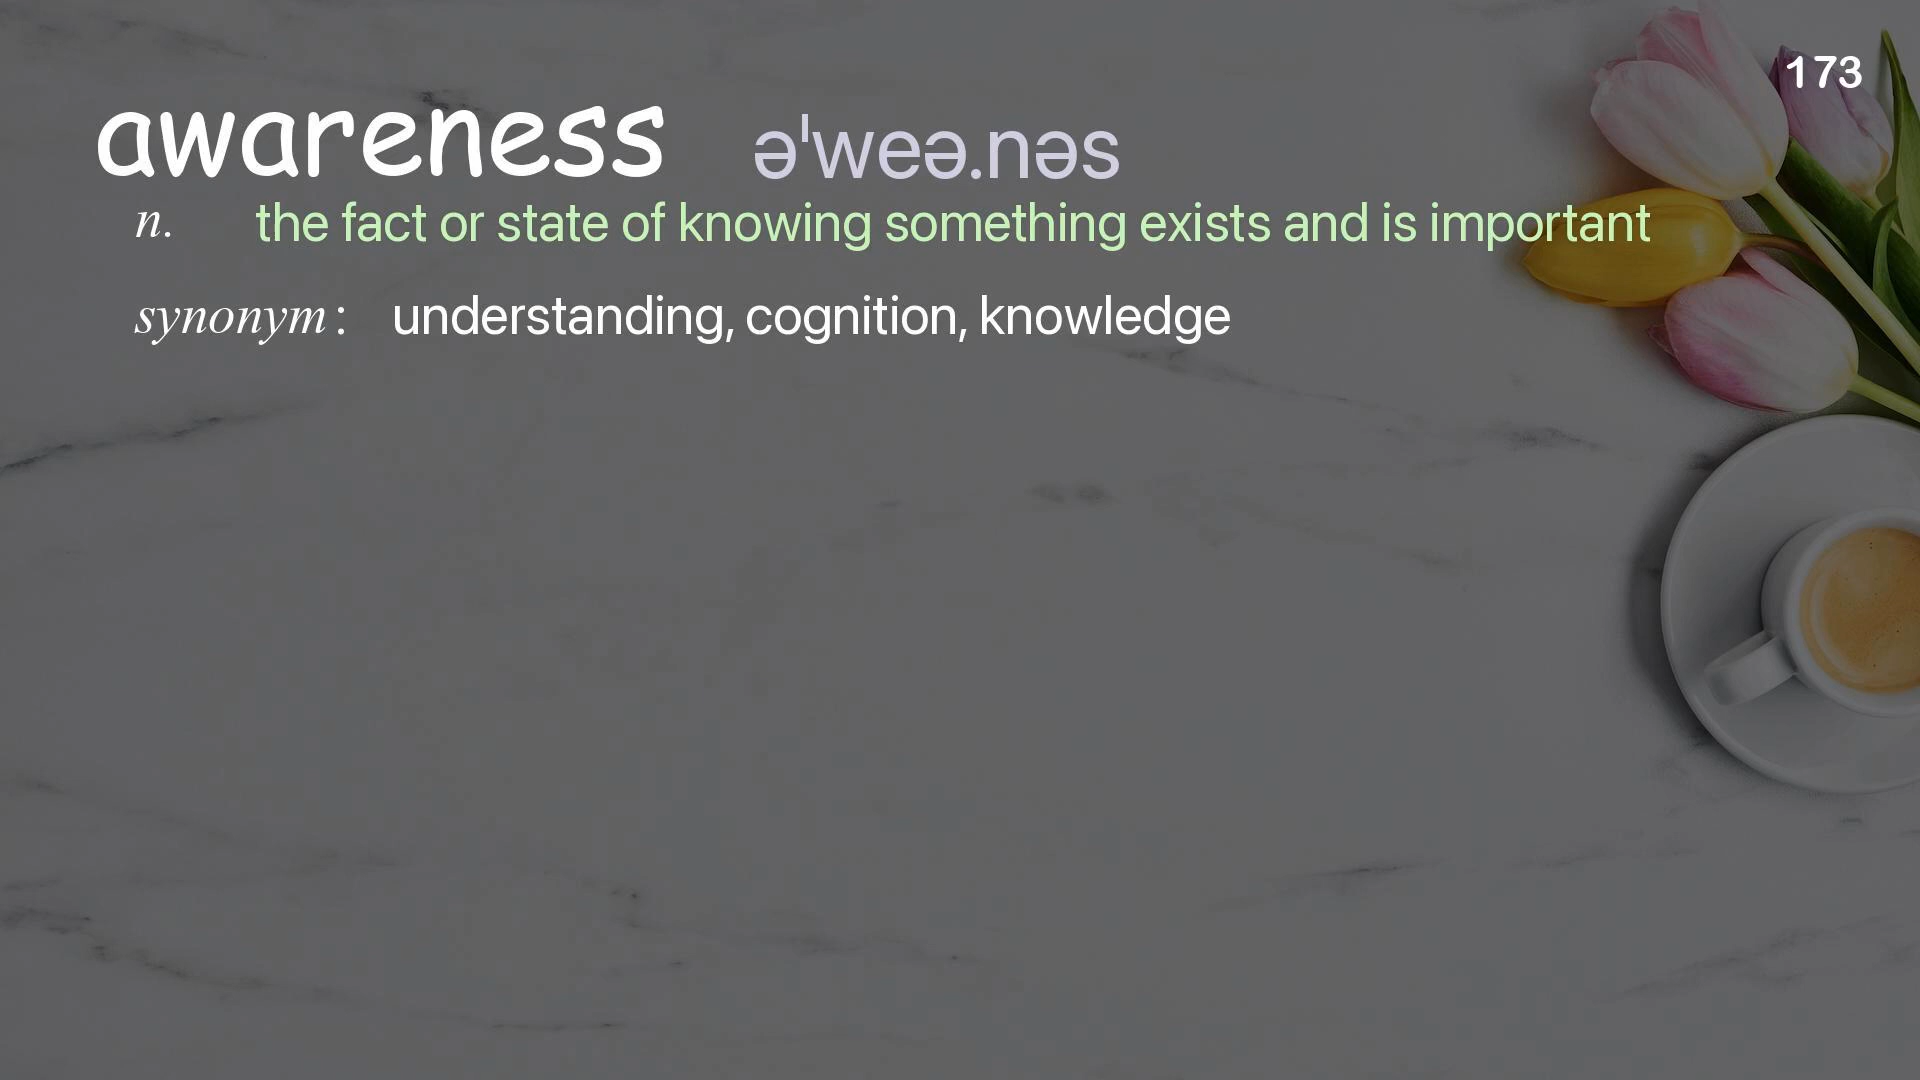 173
awareness əˈweə.nəs
n. the fact or state of knowing something exists and is important
synonym : understanding, cognition, knowledge